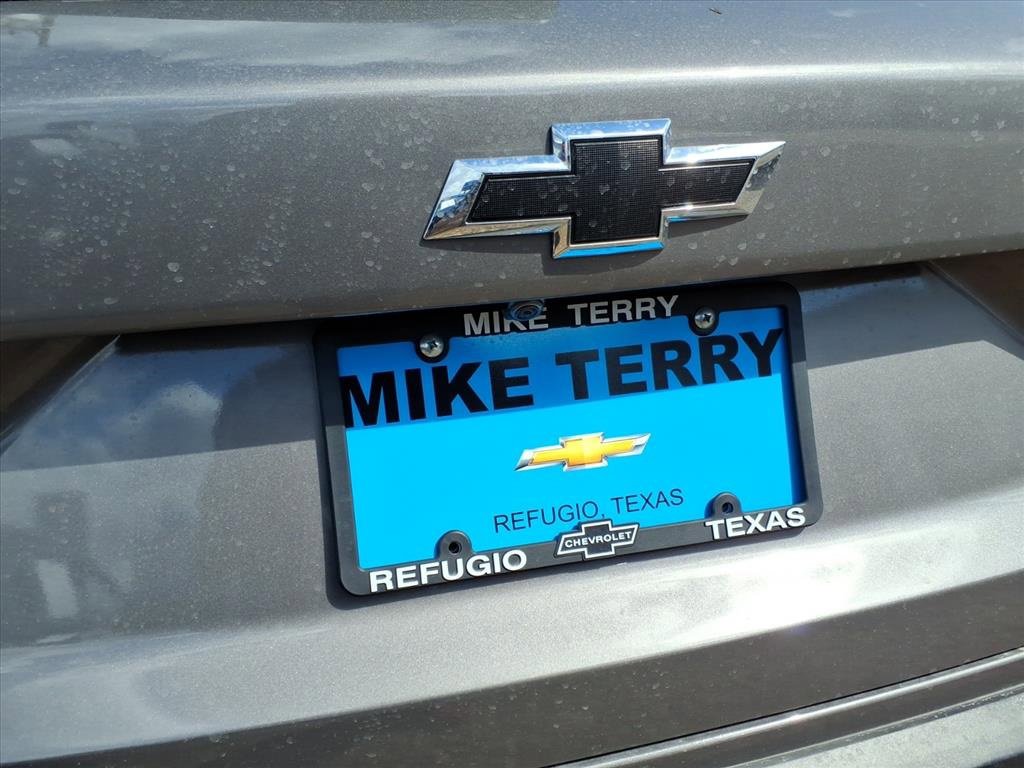 MIKE TERRY
MIKE TERRY
REFUGIO, TEXAS
CHEVROLET
REFUGIO TEXAS